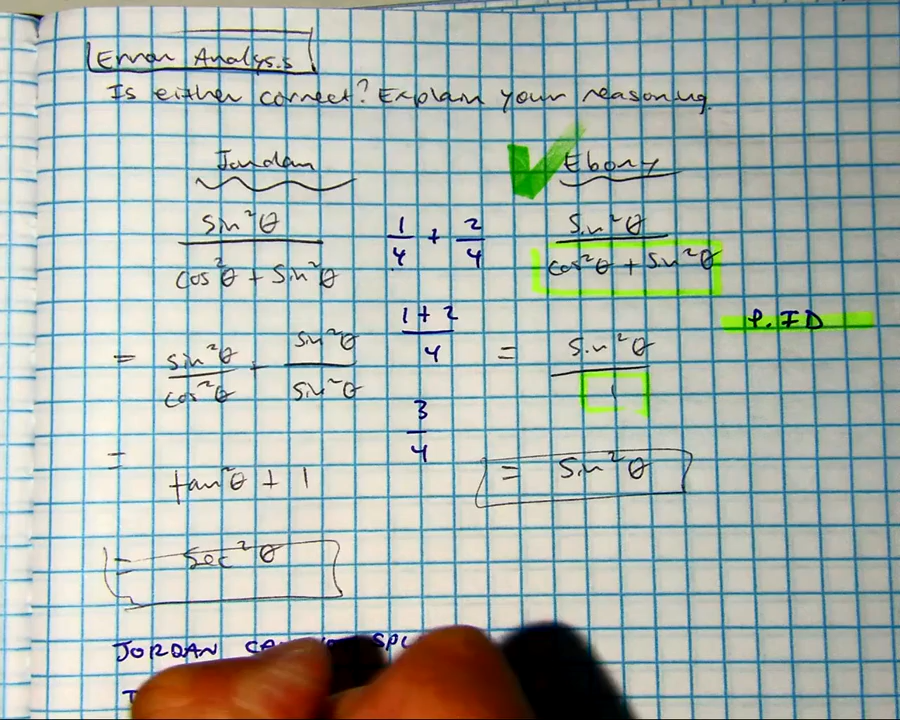 Error Analysis
Is either correct? Explain your reasoning.
Jordan
sin²θ
cos²θ + sin²θ
= sin²θ/cos²θ + sin²θ/sin²θ
= tan²θ + 1
= sec²θ
1/4 + 2/4
1 + 2
4
3
4
Ebony
sin²θ
cos²θ + sin²θ
= sin²θ
1
= sin²θ
P. ID
JORDAN